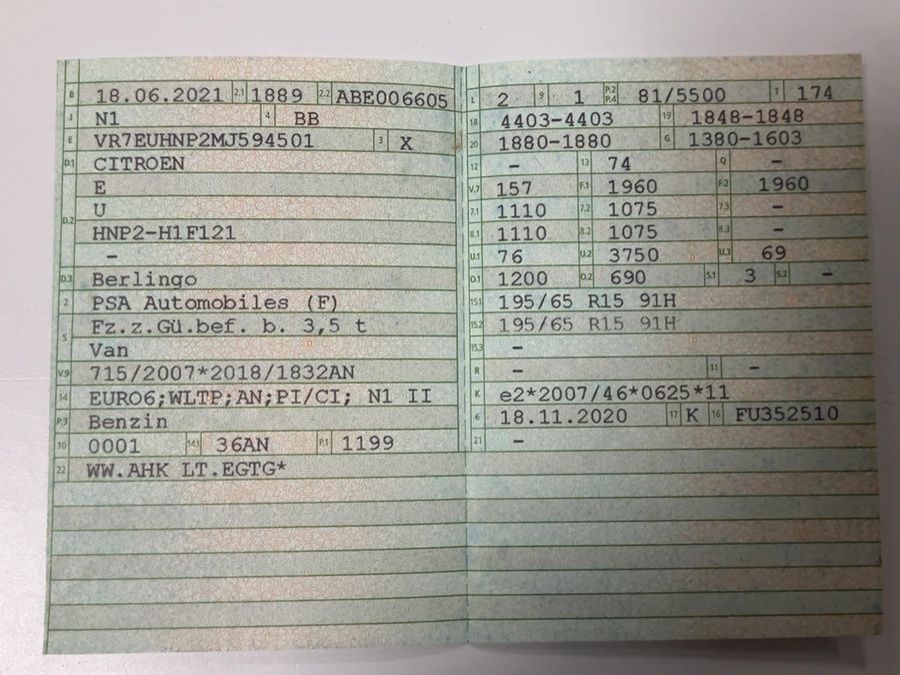 B 18.06.2021 2.1 1889 2.2 ABE006605
J N1 4 BB
E VR7EUHNP2MJ594501 3 X
D.1 CITROEN
D.2 E
U
HNP2-H1F121
-
D.3 Berlingo
2 PSA Automobiles (F)
5 Fz.z.Gü.bef. b. 3,5 t
Van
V.9 715/2007*2018/1832AN
14 EURO6;WLTP;AN;PI/CI; N1 II
P.3 Benzin
10 0001 14.1 36AN P.1 1199
22 WW.AHK LT.EGTG*
L 2 9 1 P.2 P.4 81/5500 T 174
18 4403-4403 19 1848-1848
20 1880-1880 G 1380-1603
12 - 13 74 Q -
V.7 157 F.1 1960 F.2 1960
7.1 1110 7.2 1075 7.3 -
8.1 1110 8.2 1075 8.3 -
U.1 76 U.2 3750 U.3 69
O.1 1200 O.2 690 S.1 3 S.2 -
15.1 195/65 R15 91H
15.2 195/65 R15 91H
15.3 -
R - 11 -
K e2*2007/46*0625*11
6 18.11.2020 17 K 16 FU352510
21 -